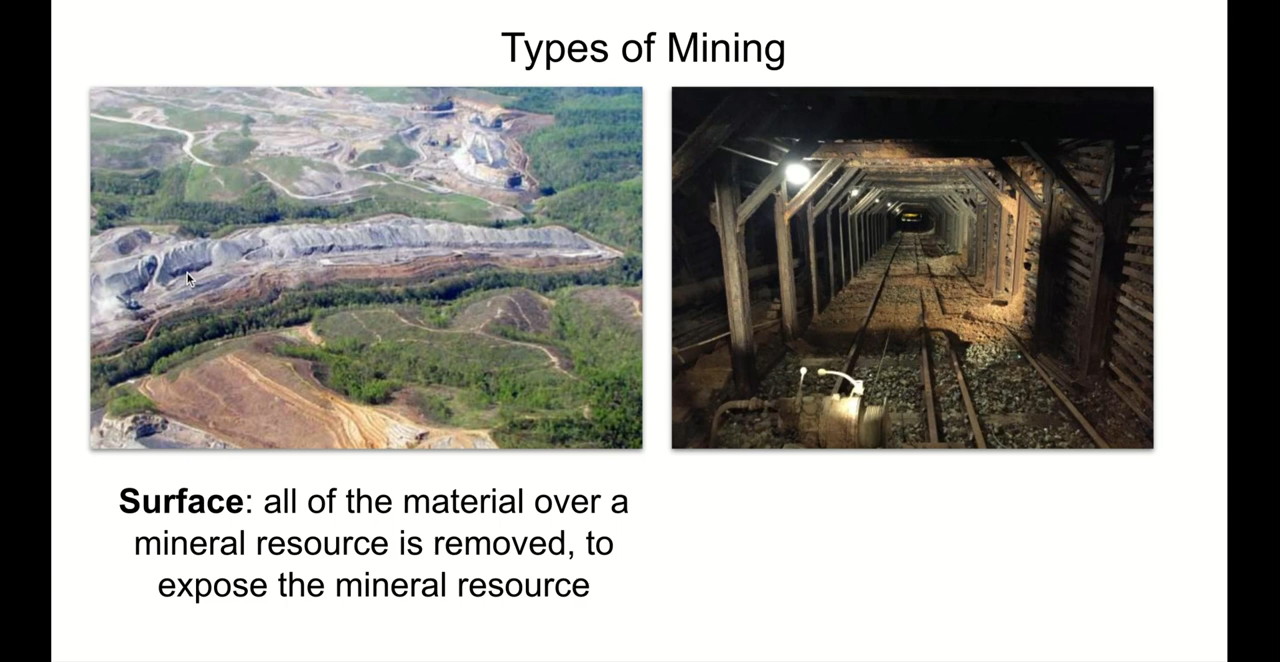 Types of Mining
Surface: all of the material over a
mineral resource is removed, to
expose the mineral resource